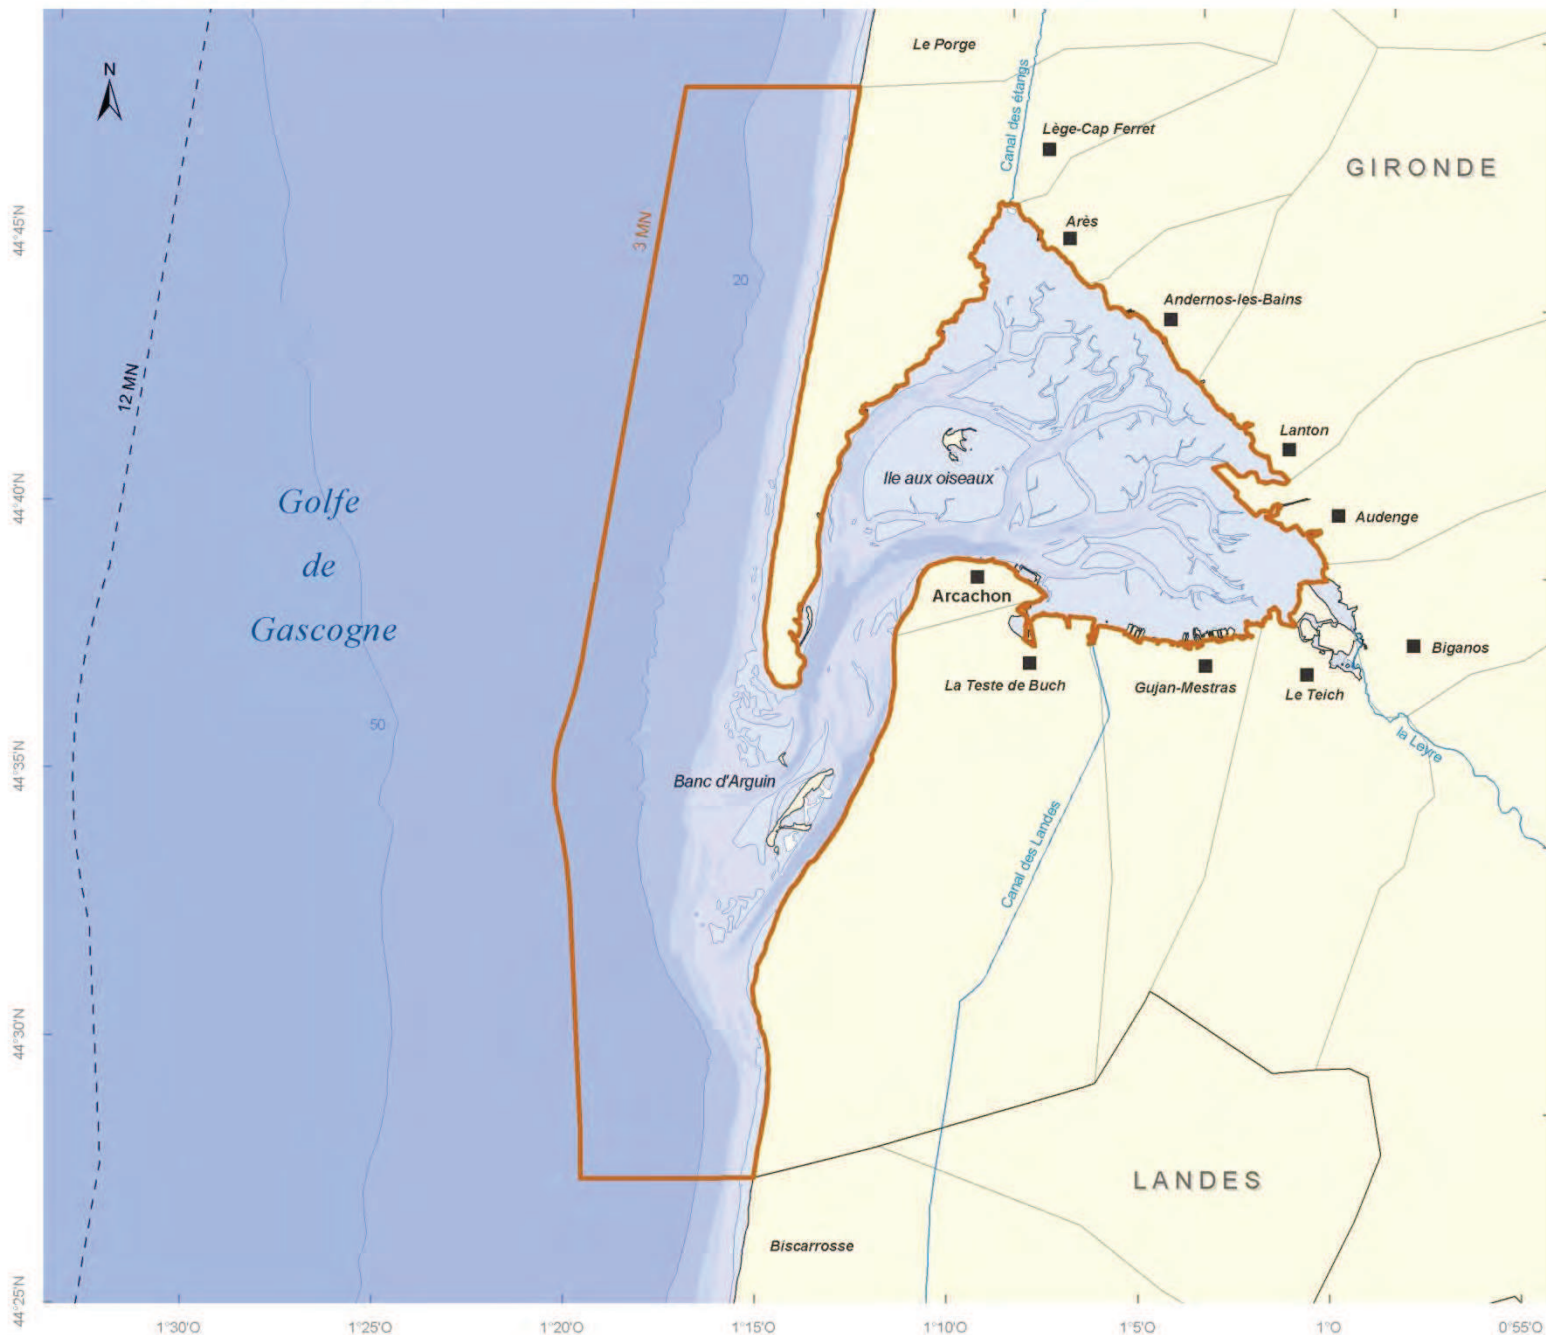 N
Le Porge
Canal des étangs
Lège-Cap Ferret
GIRONDE
44°45'N
3 MN
Arès
20
Andernos-les-Bains
12 MN
Lanton
Ile aux oiseaux
44°40'N
Golfe
de
Gascogne
Audenge
Arcachon
Biganos
La Teste de Buch
Gujan-Mestras
Le Teich
50
la Leyre
44°35'N
Banc d'Arguin
Canal des Landes
44°30'N
LANDES
Biscarrosse
44°25'N
1°30'O
1°25'O
1°20'O
1°15'O
1°10'O
1°5'O
1°O
0°55'O